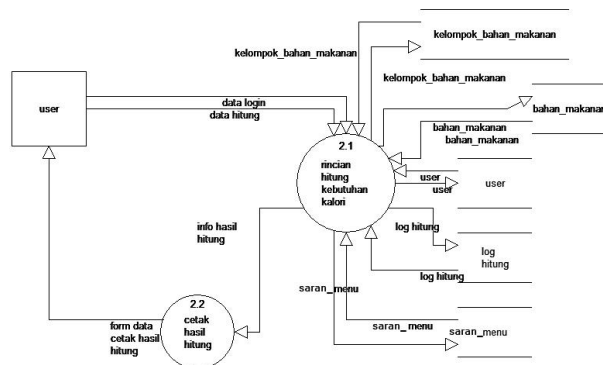 kelompok_bahan_makanan
kelompok_bahan_makanan
kelompok_bahan_makanan
user
data login
data hitung
bahan_makanan
bahan_makanan
bahan_makanan
2.1
rincian
hitung
kebutuhan
kalori
user
user
user
info hasil
hitung
log hitung
log
hitung
log hitung
saran_menu
saran_menu
saran_menu
2.2
cetak
hasil
hitung
form data
cetak hasil
hitung